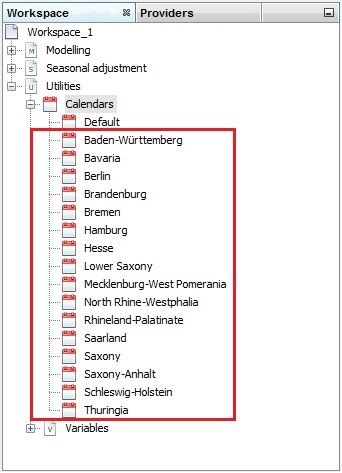 Workspace Providers
Workspace_1
M Modelling
S Seasonal adjustment
U Utilities
Calendars
Default
Baden-Württemberg
Bavaria
Berlin
Brandenburg
Bremen
Hamburg
Hesse
Lower Saxony
Mecklenburg-West Pomerania
North Rhine-Westphalia
Rhineland-Palatinate
Saarland
Saxony
Saxony-Anhalt
Schleswig-Holstein
Thuringia
V Variables